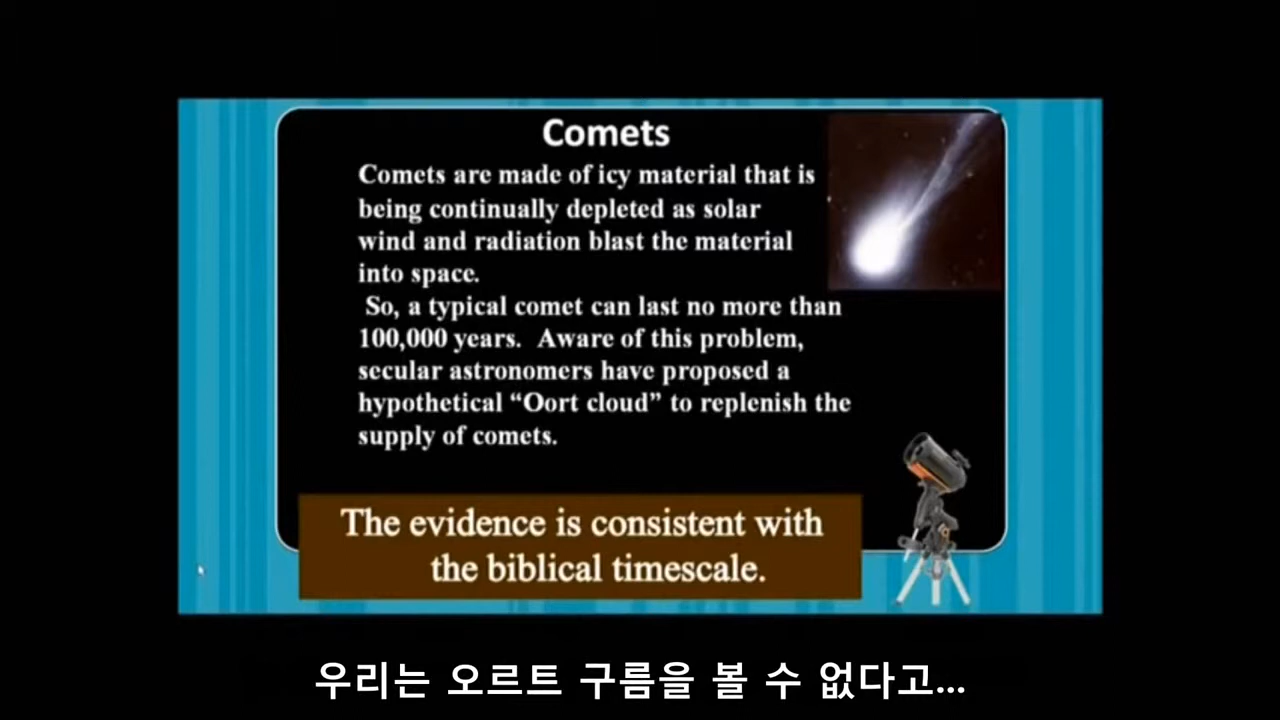 Comets
Comets are made of icy material that is
being continually depleted as solar
wind and radiation blast the material
into space.
So, a typical comet can last no more than
100,000 years. Aware of this problem,
secular astronomers have proposed a
hypothetical “Oort cloud” to replenish the
supply of comets.
The evidence is consistent with
the biblical timescale.
우리는 오르트 구름을 볼 수 없다고...